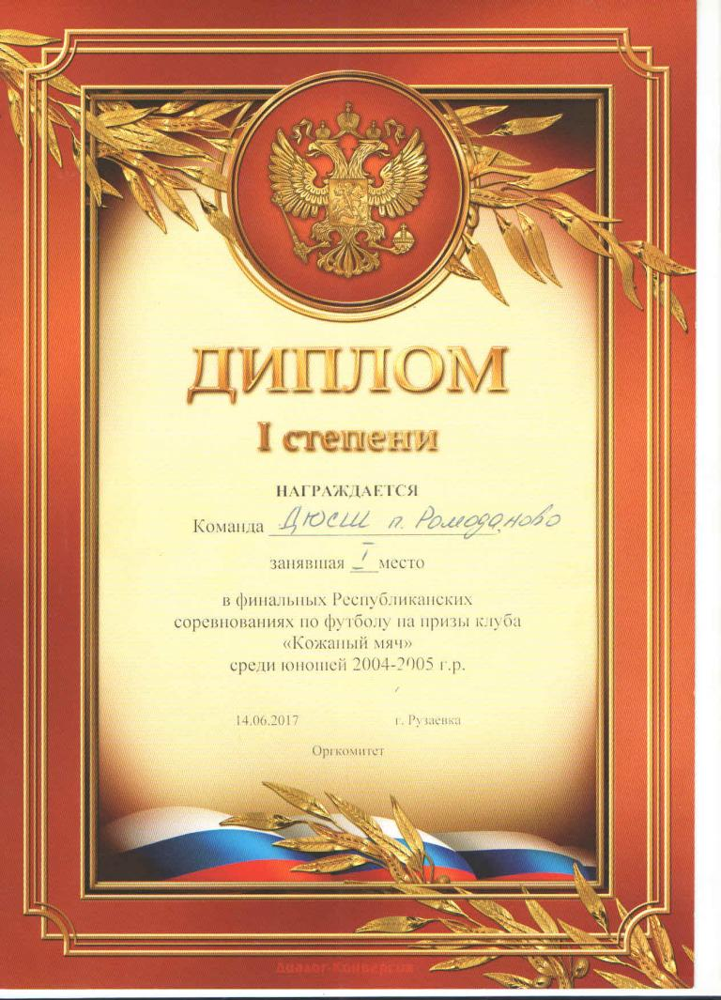 ДИПЛОМ
I степени
НАГРАЖДАЕТСЯ
Команда ДЮСШ п. Ромоданово
занявшая I место
в финальных Республиканских
соревнованиях по футболу на призы клуба
«Кожаный мяч»
среди юношей 2004-2005 г.р.
14.06.2017 г. Рузаевка
Оргкомитет
Диалог-Конверсия